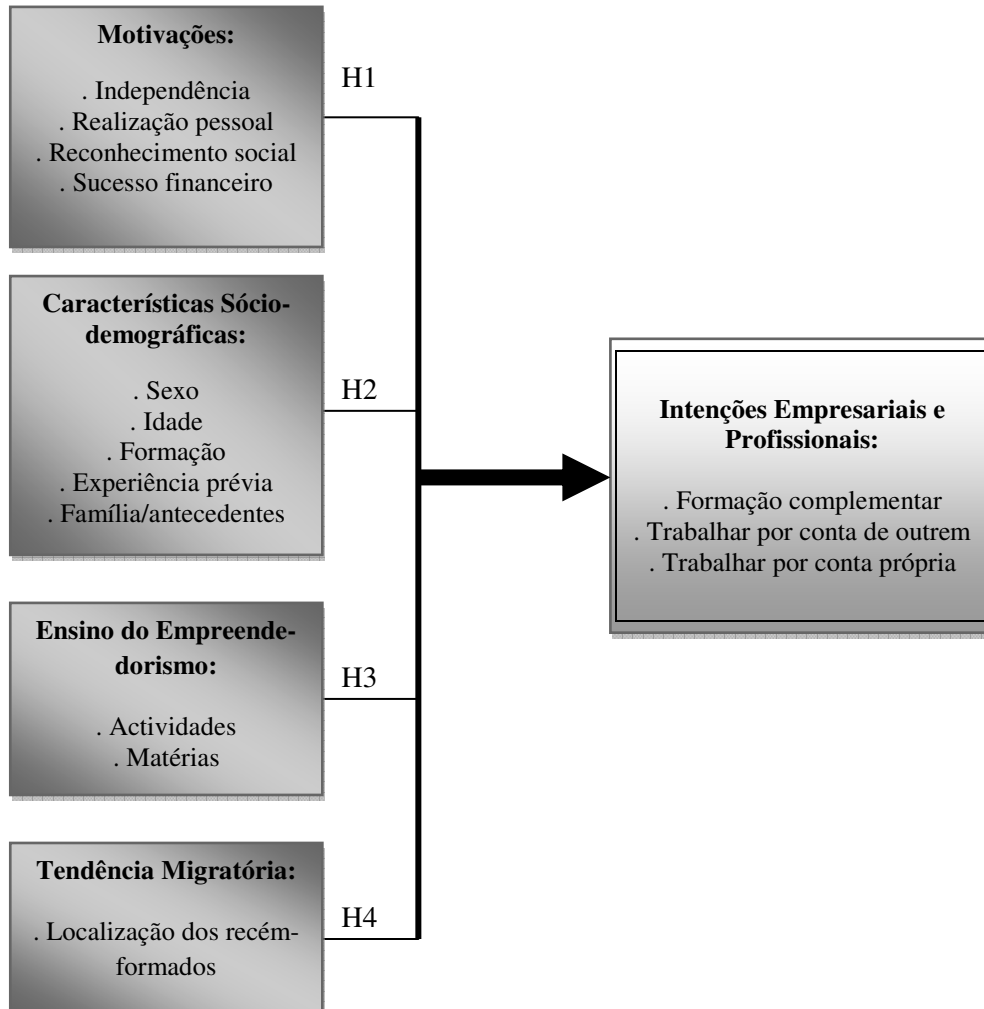 Motivações:
. Independência
. Realização pessoal
. Reconhecimento social
. Sucesso financeiro
H1
Característícas Sócio-
demográficas:
. Sexo
. Idade
. Formação
. Experiência prévia
. Família/antecedentes
H2
Ensino do Empreende-
dorismo:
. Actividades
. Matérias
H3
Tendência Migratória:
. Localização dos recém-
formados
H4
Intenções Empresariais e
Profissionais:
. Formação complementar
. Trabalhar por conta de outrem
. Trabalhar por conta própria